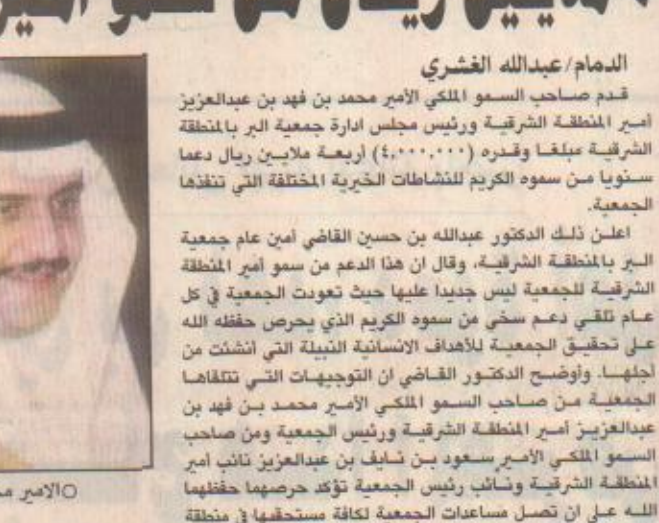 ملايين ريال من سمو أمير
الدمام/عبدالله الغشري
قدم صاحب السمو الملكي الأمير محمد بن فهد بن عبدالعزيز
أمير المنطقة الشرقية ورئيس مجلس ادارة جمعية البر بالمنطقة
الشرقية مبلغا وقدره (٤,٠٠٠,٠٠٠) أربعة ملايين ريال دعما
سنويا من سموه الكريم للنشاطات الخيرية المختلفة التي تنفذها
الجمعية.
اعلن ذلك الدكتور عبدالله بن حسين القاضي أمين عام جمعية
البر بالمنطقة الشرقية، وقال ان هذا الدعم من سمو أمير المنطقة
الشرقية للجمعية ليس جديدا عليها حيث تعودت الجمعية في كل
عام تلقي دعم سخي من سموه الكريم الذي يحرص حفظه الله
على تحقيق الجمعية للأهداف الانسانية النبيلة التي أنشئت من
أجلها. وأوضح الدكتور القاضي ان التوجيهات التي تتلقاها
الجمعية من صاحب السمو الملكي الأمير محمد بن فهد بن
عبدالعزيز أمير المنطقة الشرقية ورئيس الجمعية ومن صاحب
السمو الملكي الأمير سعود بن نايف بن عبدالعزيز نائب أمير
المنطقة الشرقية ونائب رئيس الجمعية تؤكد حرصهما حفظهما
الله على ان تصل مساعدات الجمعية لكافة مستحقيها في منطقة
○الامير